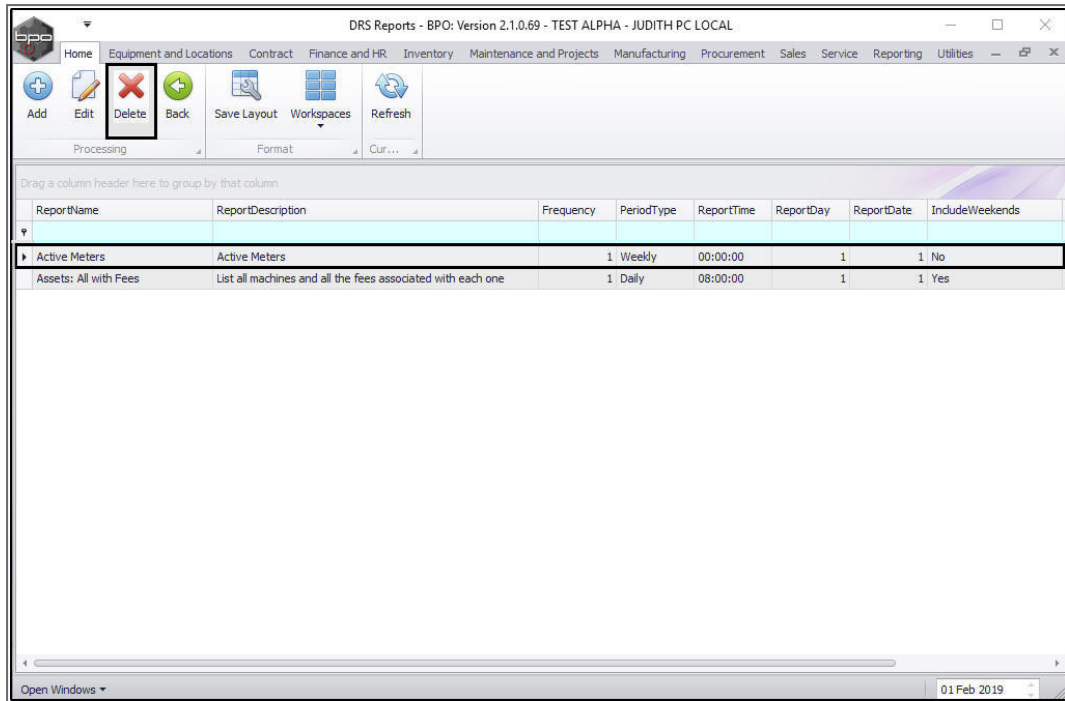 bpo
DRS Reports - BPO: Version 2.1.0.69 - TEST ALPHA - JUDITH PC LOCAL
Home Equipment and Locations Contract Finance and HR Inventory Maintenance and Projects Manufacturing Procurement Sales Service Reporting Utilities
Add Edit Delete Back Save Layout Workspaces Refresh
Processing Format Cur...
Drag a column header here to group by that column
ReportName ReportDescription Frequency PeriodType ReportTime ReportDay ReportDate IncludeWeekends
Active Meters Active Meters 1 Weekly 00:00:00 1 1 No
Assets: All with Fees List all machines and all the fees associated with each one 1 Daily 08:00:00 1 1 Yes
Open Windows 01 Feb 2019